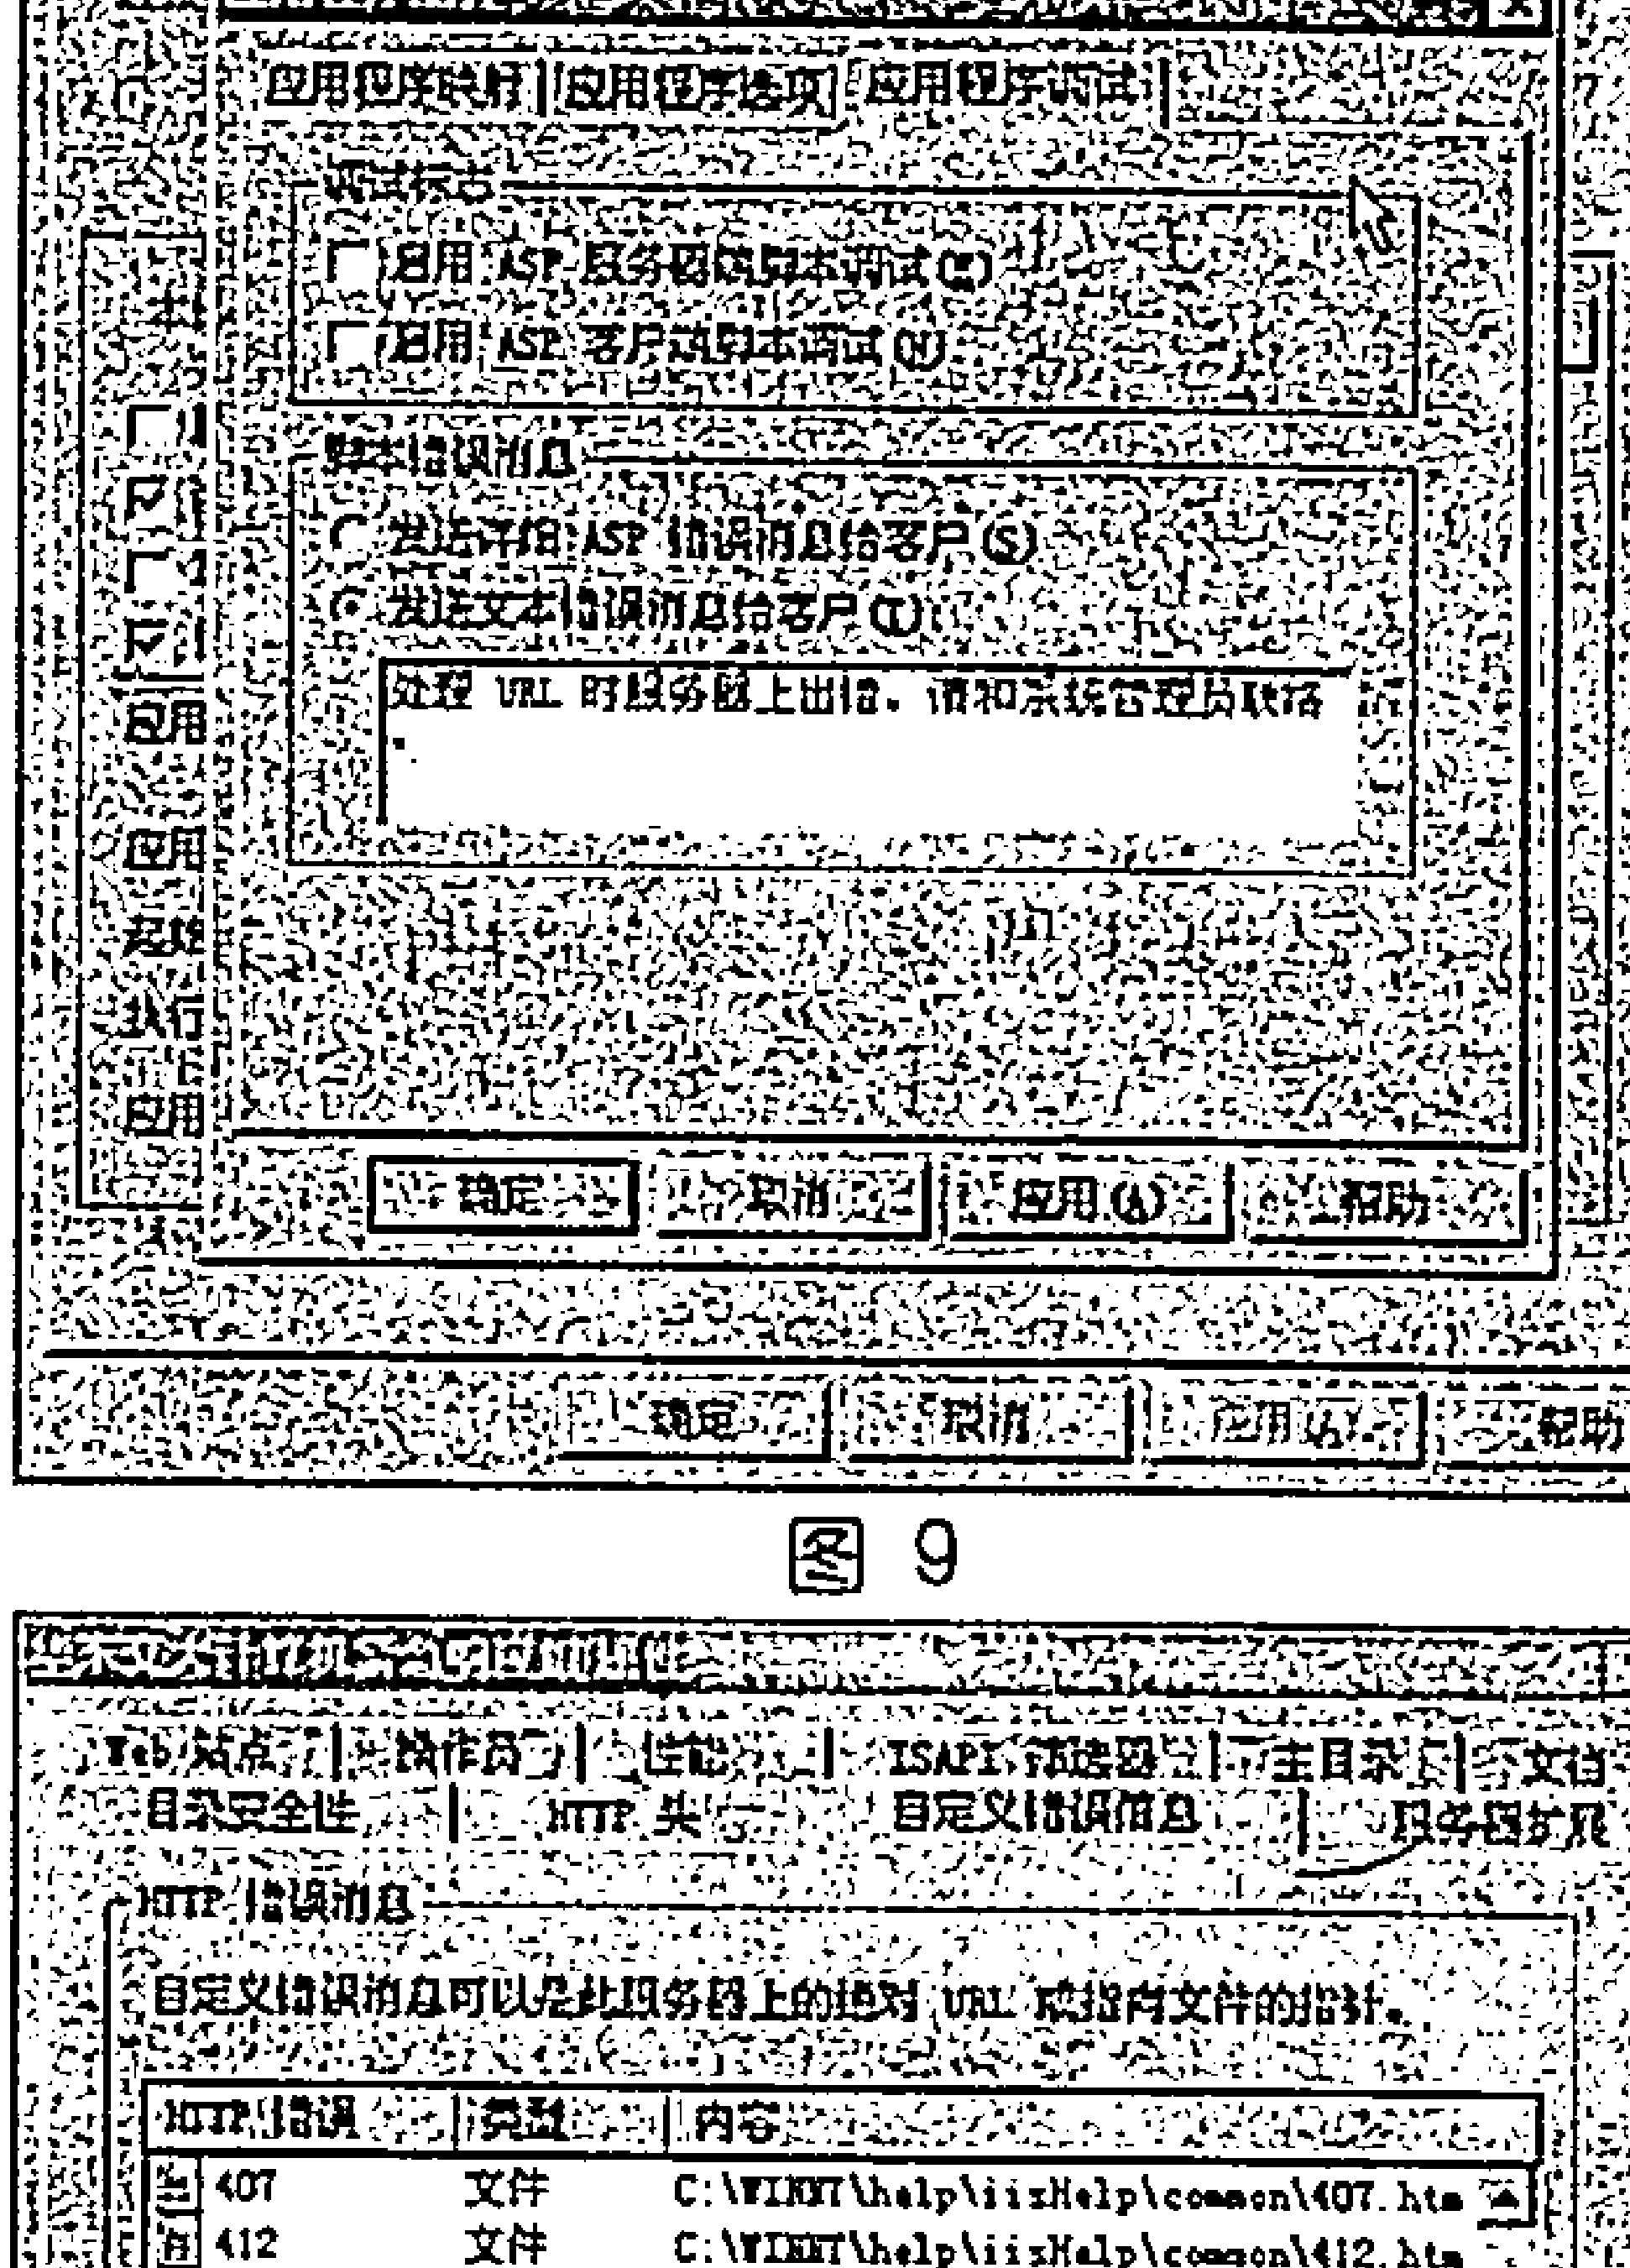 应用程序映射 应用程序选项 应用程序调试
调试标志
启用 ASP 服务器端脚本调试(E)
启用 ASP 客户端脚本调试(N)
脚本错误消息
发送详细 ASP 错误消息给客户(S)
发送文本错误消息给客户(T)
处理 URL 时服务器上出错。请和系统管理员联络
。
应用
应用
起始
执行
应用
确定 取消 应用(A) 帮助
确定 取消 应用(A) 帮助
图 9
Web 站点 操作员 性能 ISAPI 筛选器 主目录 文档
目录安全性 HTTP 头 自定义错误信息 服务器扩展
HTTP 错误消息
自定义错误消息可以是此服务器上的绝对 URL 或指向文件的指针。
HTTP 错误 类型 内容
407 文件 C:\WINNT\help\iisHelp\common\407.htm
412 文件 C:\WINNT\help\iisHelp\common\412.htm